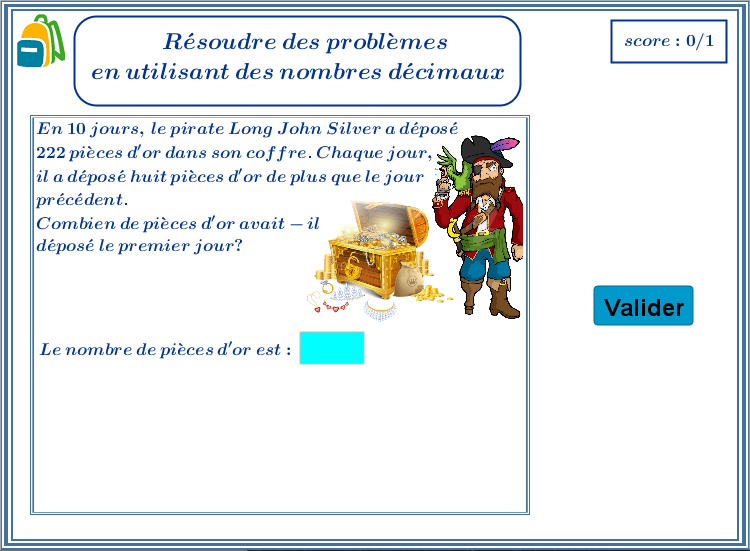 Résoudre des problèmes
en utilisant des nombres décimaux
score : 0/1
En 10 jours, le pirate Long John Silver a déposé
222 pièces d'or dans son coffre. Chaque jour,
il a déposé huit pièces d'or de plus que le jour
précédent.
Combien de pièces d'or avait − il
déposé le premier jour?
Valider
Le nombre de pièces d'or est :